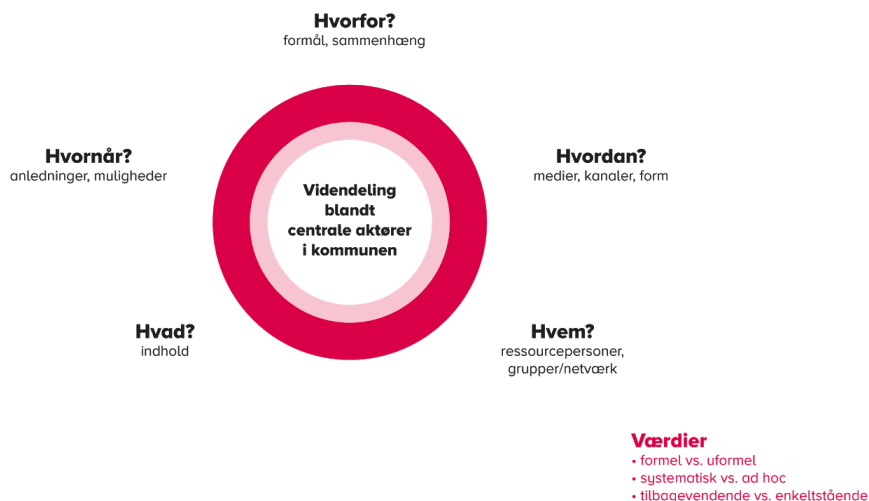 Hvorfor?
formål, sammenhæng
Hvornår?
anledninger, muligheder
Hvordan?
medier, kanaler, form
Videndeling
blandt
centrale aktører
i kommunen
Hvad?
indhold
Hvem?
ressourcepersoner,
grupper/netværk
Værdier
• formel vs. uformel
• systematisk vs. ad hoc
• tilbagevendende vs. enkeltstående